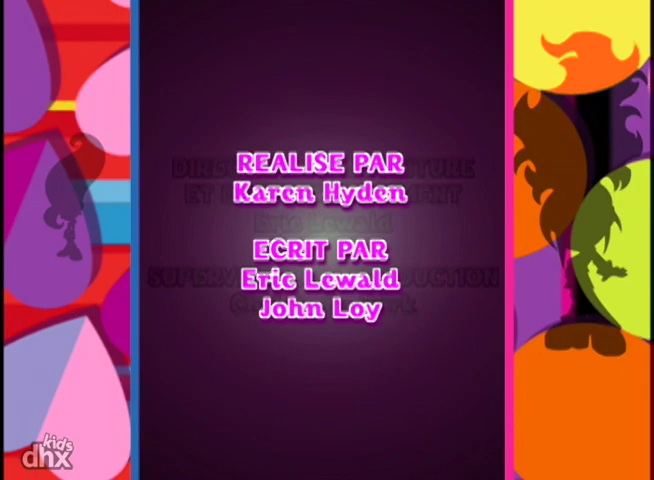 REALISE PAR
Karen Hyden
ECRIT PAR
Eric Lewald
John Loy
kids
dhx